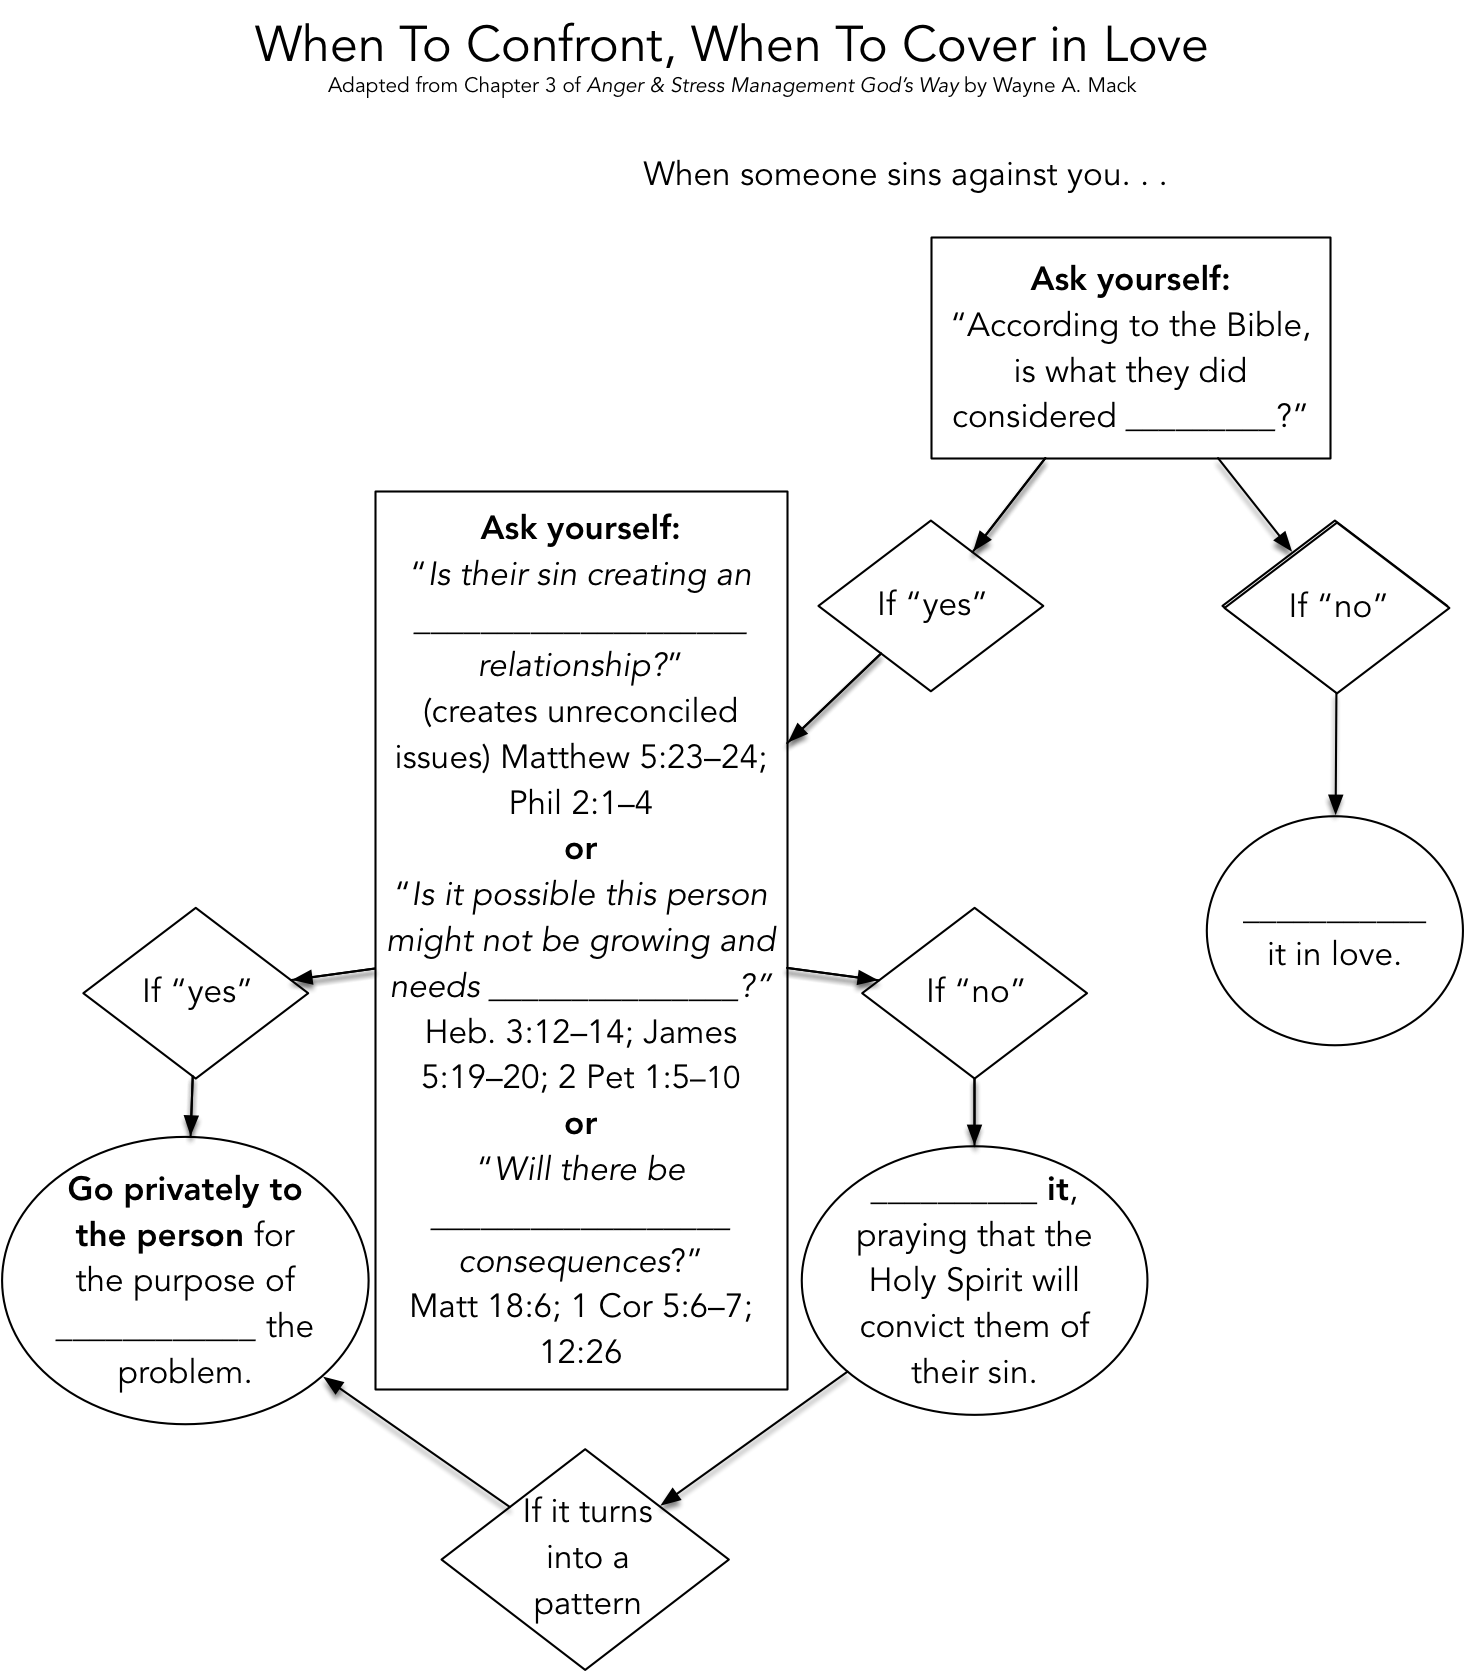 When To Confront, When To Cover in Love
Adapted from Chapter 3 of Anger & Stress Management God's Way by Wayne A. Mack
When someone sins against you. . .
Ask yourself:
“According to the Bible,
is what they did
considered _________?”
If “yes”
If “no”
__________
it in love.
Ask yourself:
“Is their sin creating an
____________________
relationship?”
(creates unreconciled
issues) Matthew 5:23–24;
Phil 2:1–4
or
“Is it possible this person
might not be growing and
needs _______________?”
Heb. 3:12–14; James
5:19–20; 2 Pet 1:5–10
or
“Will there be
__________________
consequences?”
Matt 18:6; 1 Cor 5:6–7;
12:26
If “yes”
If “no”
Go privately to
the person for
the purpose of
____________ the
problem.
__________ it,
praying that the
Holy Spirit will
convict them of
their sin.
If it turns
into a
pattern